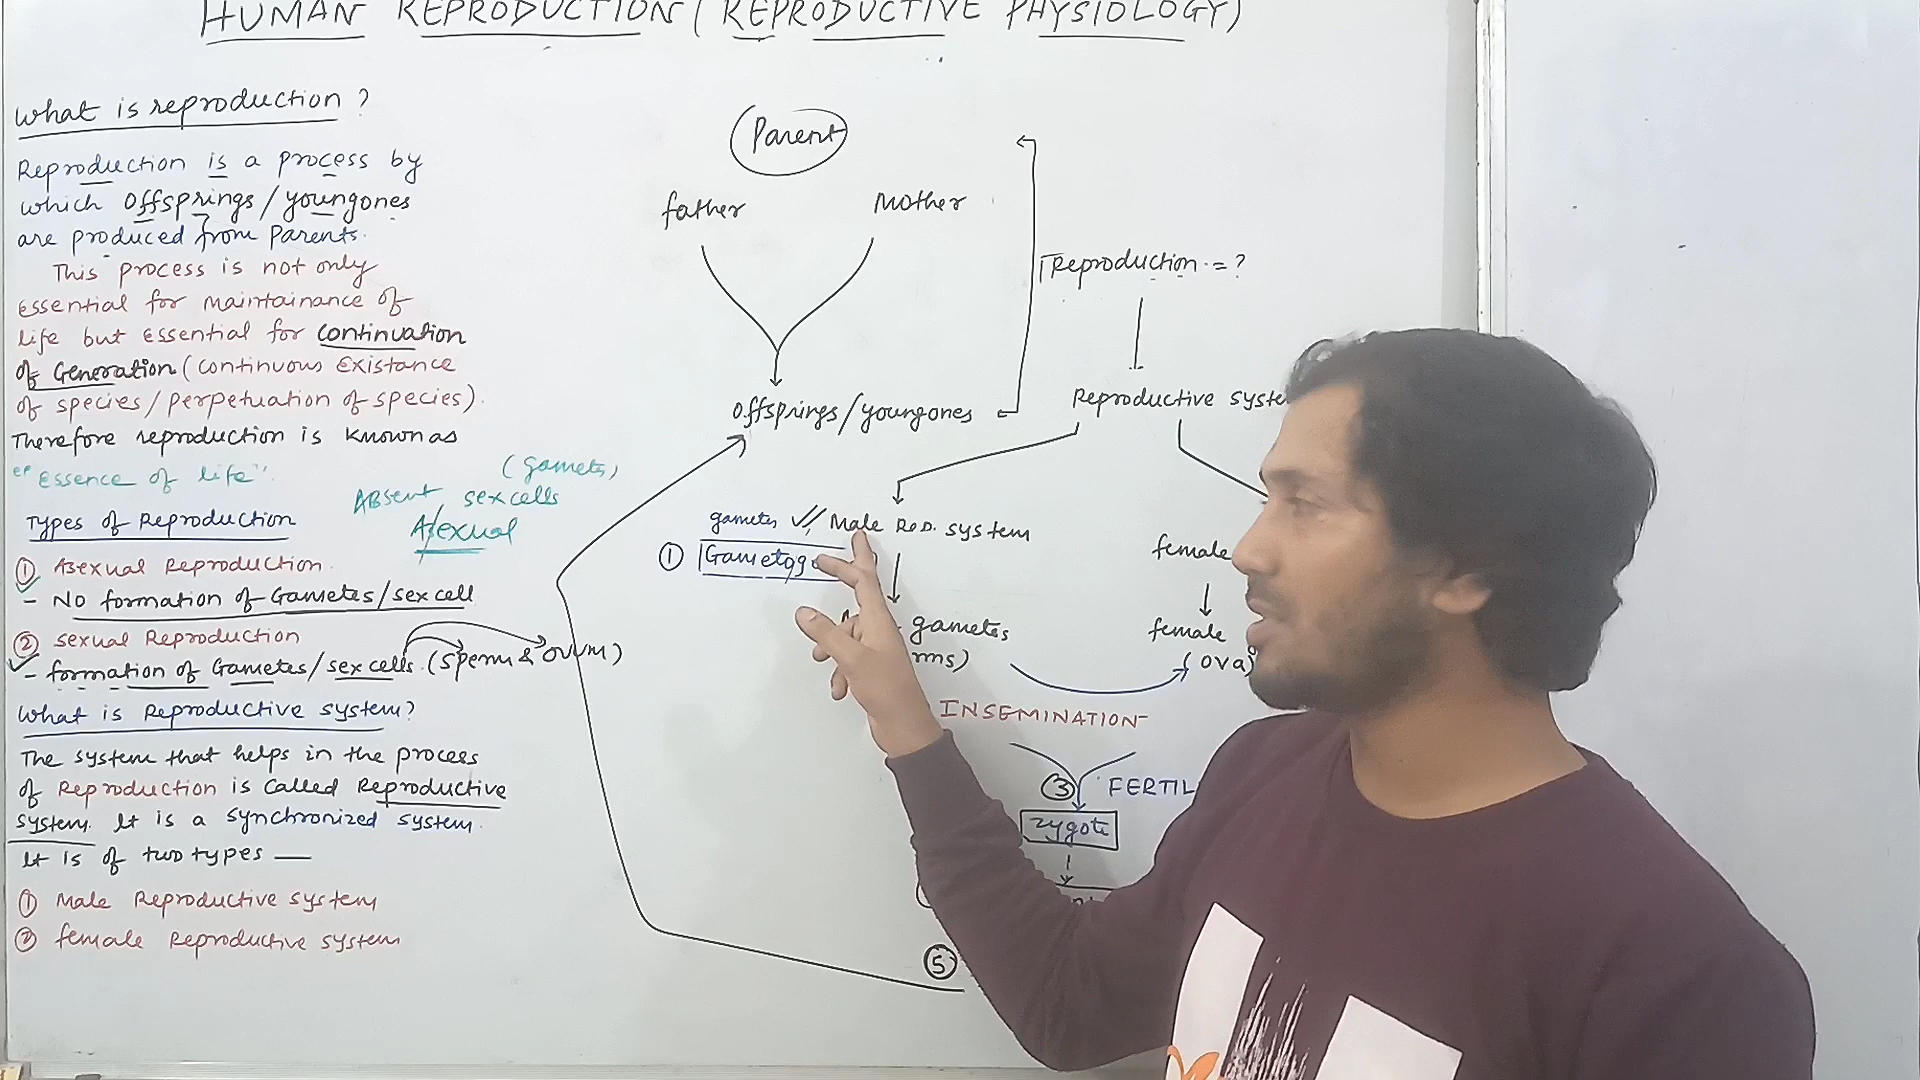 HUMAN REPRODUCTION (REPRODUCTIVE PHYSIOLOGY)
What is reproduction ?
Reproduction is a process by
which offsprings/youngones
are produced from Parents.
This process is not only
essential for maintainance of
life but essential for continuation
of Generation (continuous Existance
of species/perpetuation of species).
Therefore reproduction is known as
"Essence of life".
(gamets)
Absent sex cells
Asexual
Types of Reproduction
① Asexual Reproduction.
- No formation of Gametes/sex cell
② sexual Reproduction
- formation of Gametes/sex cells. (sperm & ovum)
What is Reproductive system?
The system that helps in the process
of Reproduction is called Reproductive
system. It is a synchronized system.
It is of two types —
① Male Reproductive system
② female Reproductive system
Parent
father
Mother
offsprings/youngones
Reproduction = ?
Reproductive
gametes Male Rep. system
①
gametes
female
female
(ova)
INSEMINATION
③
zygote
⑤